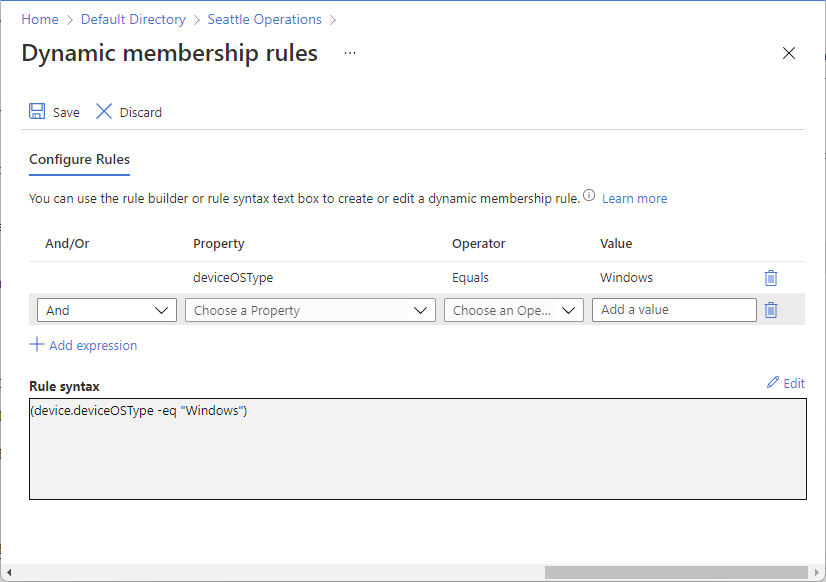 Home > Default Directory > Seattle Operations >
Dynamic membership rules ...
Save Discard
Configure Rules
You can use the rule builder or rule syntax text box to create or edit a dynamic membership rule. Learn more
And/Or Property Operator Value
deviceOSType Equals Windows
And Choose a Property Choose an Ope... Add a value
+ Add expression
Rule syntax Edit
(device.deviceOSType -eq "Windows")